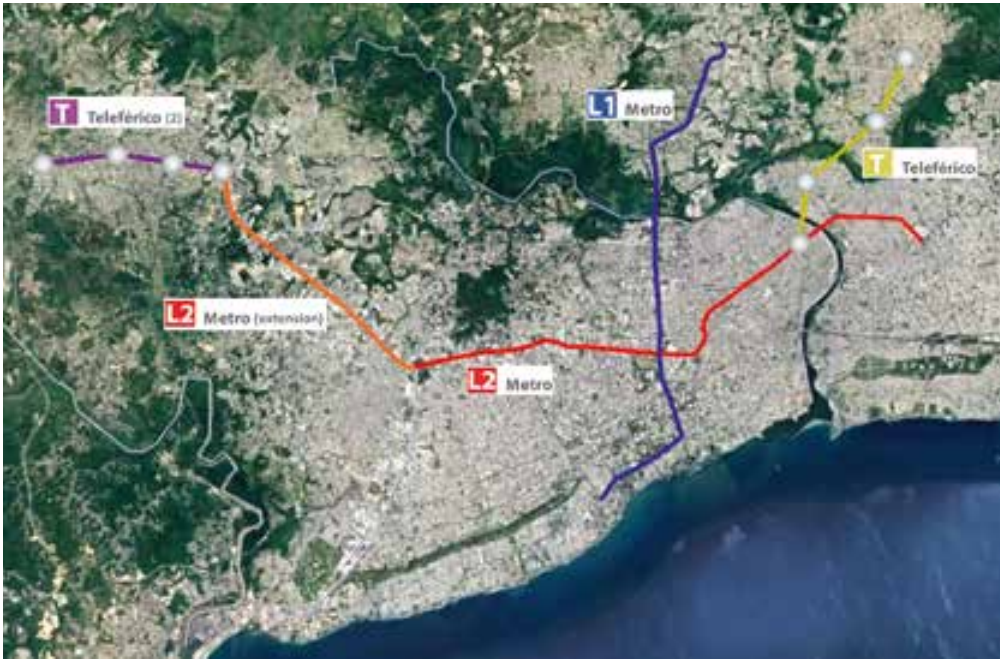 T Teleférico (2)
L1 Metro
T Teleférico
L2 Metro (extension)
L2 Metro